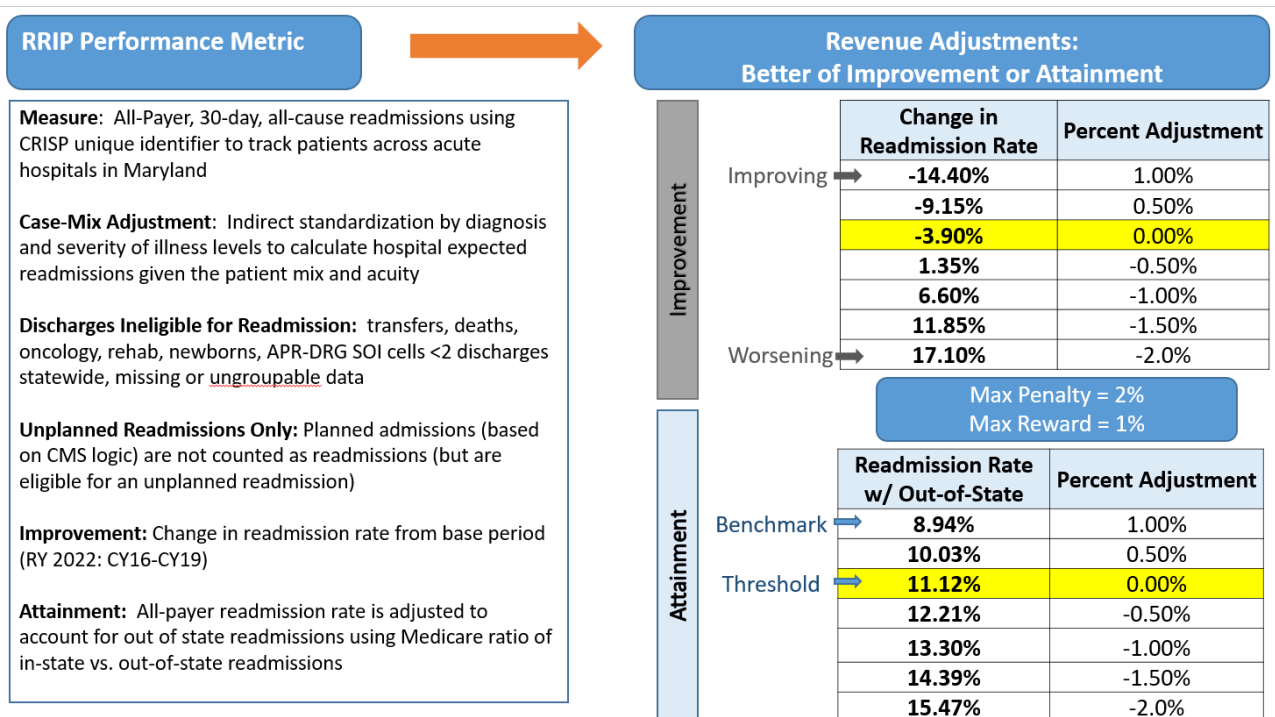 RRIP Performance Metric
Measure:  All-Payer, 30-day, all-cause readmissions using
CRISP unique identifier to track patients across acute
hospitals in Maryland
Case-Mix Adjustment:  Indirect standardization by diagnosis
and severity of illness levels to calculate hospital expected
readmissions given the patient mix and acuity
Discharges Ineligible for Readmission:  transfers, deaths,
oncology, rehab, newborns, APR-DRG SOI cells <2 discharges
statewide, missing or ungroupable data
Unplanned Readmissions Only: Planned admissions (based
on CMS logic) are not counted as readmissions (but are
eligible for an unplanned readmission)
Improvement: Change in readmission rate from base period
(RY 2022: CY16-CY19)
Attainment:  All-payer readmission rate is adjusted to
account for out of state readmissions using Medicare ratio of
in-state vs. out-of-state readmissions
Revenue Adjustments:
Better of Improvement or Attainment
Improvement
Change in
Readmission Rate
Percent Adjustment
Improving
-14.40% 1.00%
-9.15% 0.50%
-3.90% 0.00%
1.35% -0.50%
6.60% -1.00%
11.85% -1.50%
Worsening
17.10% -2.0%
Max Penalty = 2%
Max Reward = 1%
Attainment
Readmission Rate
w/ Out-of-State
Percent Adjustment
Benchmark
8.94% 1.00%
10.03% 0.50%
Threshold
11.12% 0.00%
12.21% -0.50%
13.30% -1.00%
14.39% -1.50%
15.47% -2.0%